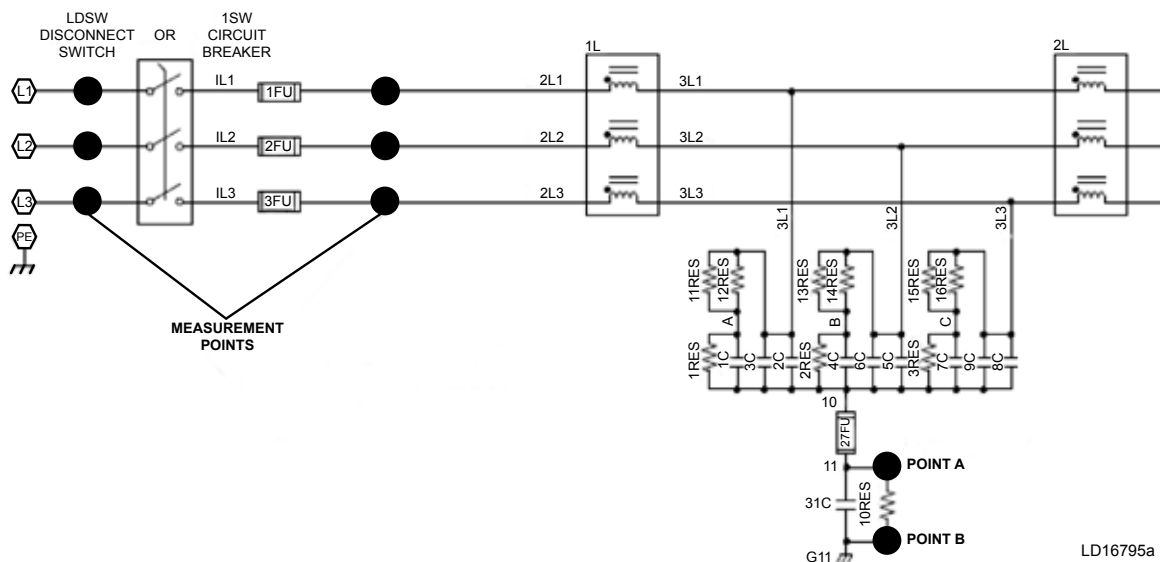 LDSW
DISCONNECT
SWITCH
OR
1SW
CIRCUIT
BREAKER
L1
IL1
1FU
2L1
1L
3L1
2L
L2
IL2
2FU
2L2
3L2
L3
IL3
3FU
2L3
3L3
PE
3L1
3L2
3L3
11RES
12RES
13RES
14RES
15RES
16RES
A
B
C
MEASUREMENT
POINTS
1RES
1C
3C
2C
2RES
4C
6C
5C
3RES
7C
9C
8C
10
27FU
11
POINT A
31C
10RES
POINT B
G11
LD16795a